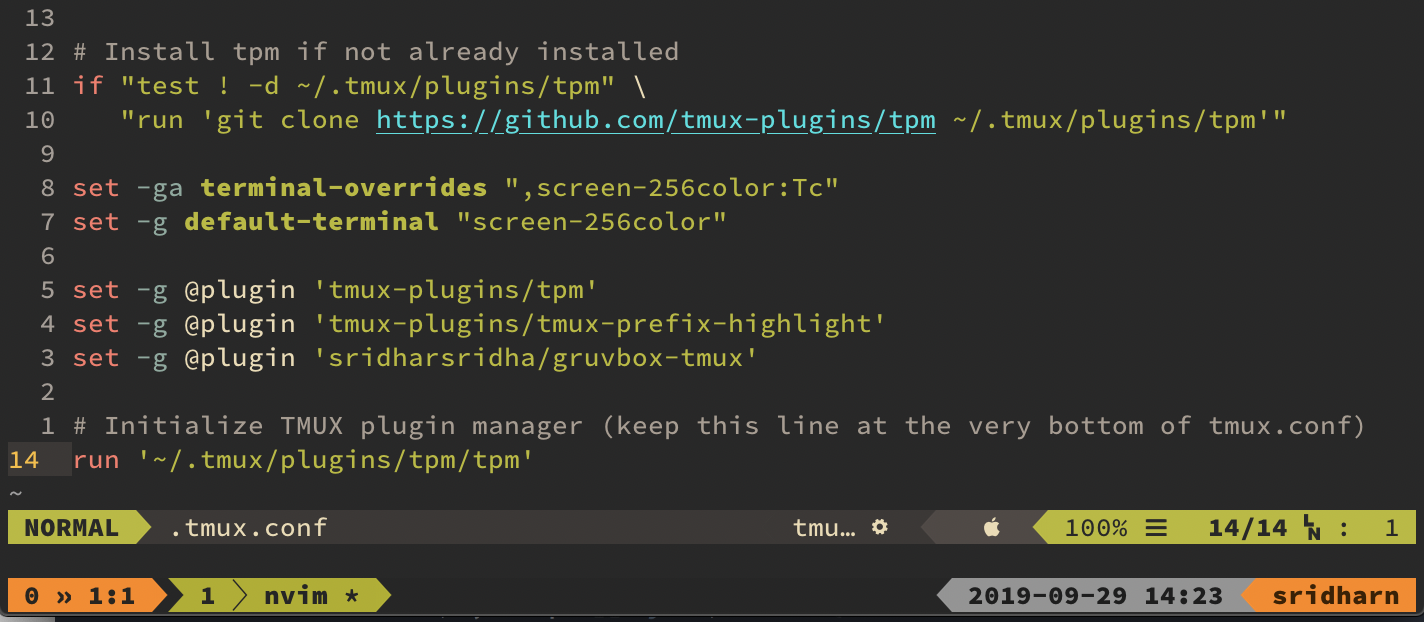 13
12 # Install tpm if not already installed
11 if "test ! -d ~/.tmux/plugins/tpm" \
10    "run 'git clone https://github.com/tmux-plugins/tpm ~/.tmux/plugins/tpm'"
9
8 set -ga terminal-overrides ",screen-256color:Tc"
7 set -g default-terminal "screen-256color"
6
5 set -g @plugin 'tmux-plugins/tpm'
4 set -g @plugin 'tmux-plugins/tmux-prefix-highlight'
3 set -g @plugin 'sridharsridha/gruvbox-tmux'
2
1 # Initialize TMUX plugin manager (keep this line at the very bottom of tmux.conf)
14 run '~/.tmux/plugins/tpm/tpm'
~
NORMAL .tmux.conf tmu… 100% ☰ 14/14 LN : 1
0 » 1:1 1 nvim * 2019-09-29 14:23 sridharn